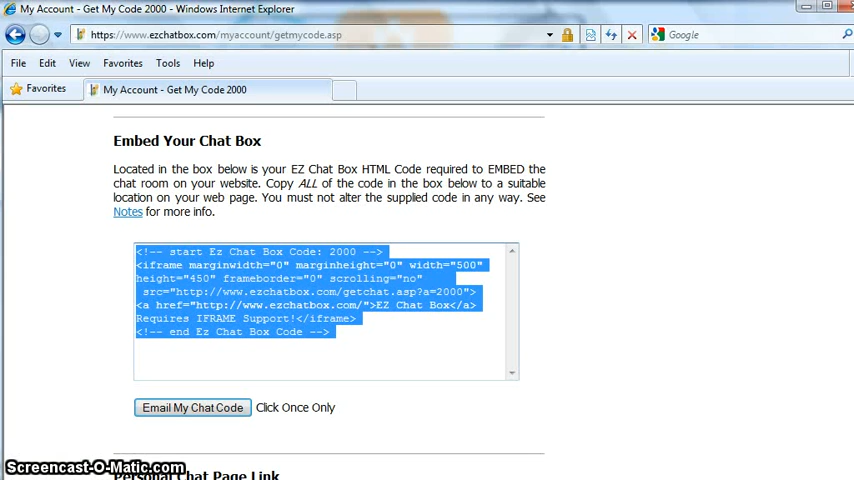 My Account - Get My Code 2000 - Windows Internet Explorer
https://www.ezchatbox.com/myaccount/getmycode.asp
Google
File Edit View Favorites Tools Help
Favorites My Account - Get My Code 2000
Embed Your Chat Box
Located in the box below is your EZ Chat Box HTML Code required to EMBED the
chat room on your website. Copy ALL of the code in the box below to a suitable
location on your web page. You must not alter the supplied code in any way. See
Notes for more info.
<!-- start Ez Chat Box Code: 2000 -->
<iframe marginwidth="0" marginheight="0" width="500"
height="450" frameborder="0" scrolling="no"
src="http://www.ezchatbox.com/getchat.asp?a=2000">
<a href="http://www.ezchatbox.com/">EZ Chat Box</a>
Requires IFRAME Support!</iframe>
<!-- end Ez Chat Box Code -->
Email My Chat Code Click Once Only
Screencast-O-Matic.com
Personal Chat Page Link